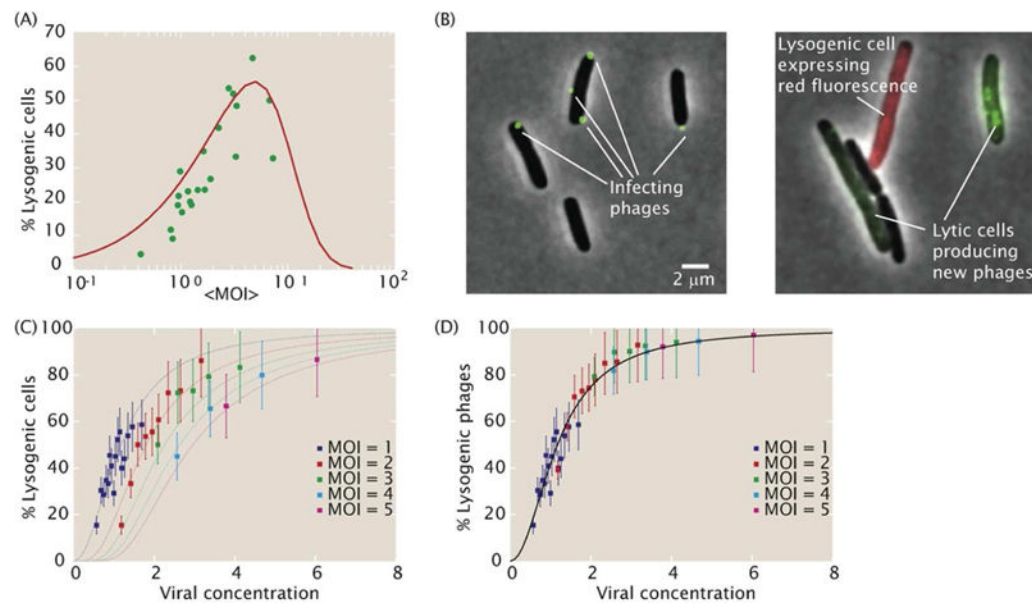 (A)
70
60
50
40
30
20
10
0
% Lysogenic cells
10-1
10 0
10 1
10 2
<MOI>
(B)
Infecting
phages
2 μm
Lysogenic cell
expressing
red fluorescence
Lytic cells
producing
new phages
(C)
100
80
60
40
20
0
% Lysogenic cells
MOI = 1
MOI = 2
MOI = 3
MOI = 4
MOI = 5
0 2 4 6 8
Viral concentration
(D)
100
80
60
40
20
0
% Lysogenic phages
MOI = 1
MOI = 2
MOI = 3
MOI = 4
MOI = 5
0 2 4 6 8
Viral concentration